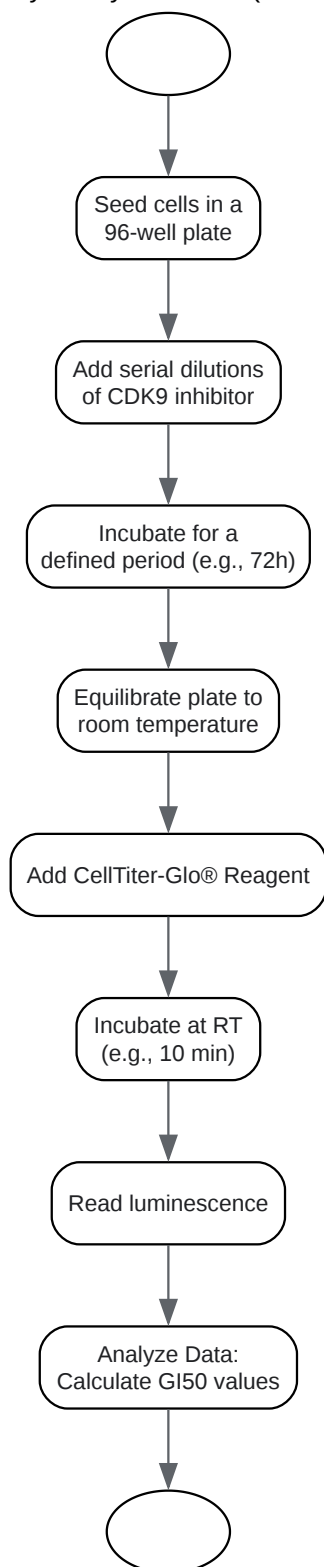 Seed cells in a
96-well plate
Add serial dilutions
of CDK9 inhibitor
Incubate for a
defined period (e.g., 72h)
Equilibrate plate to
room temperature
Add CellTiter-Glo® Reagent
Incubate at RT
(e.g., 10 min)
Read luminescence
Analyze Data:
Calculate GI50 values